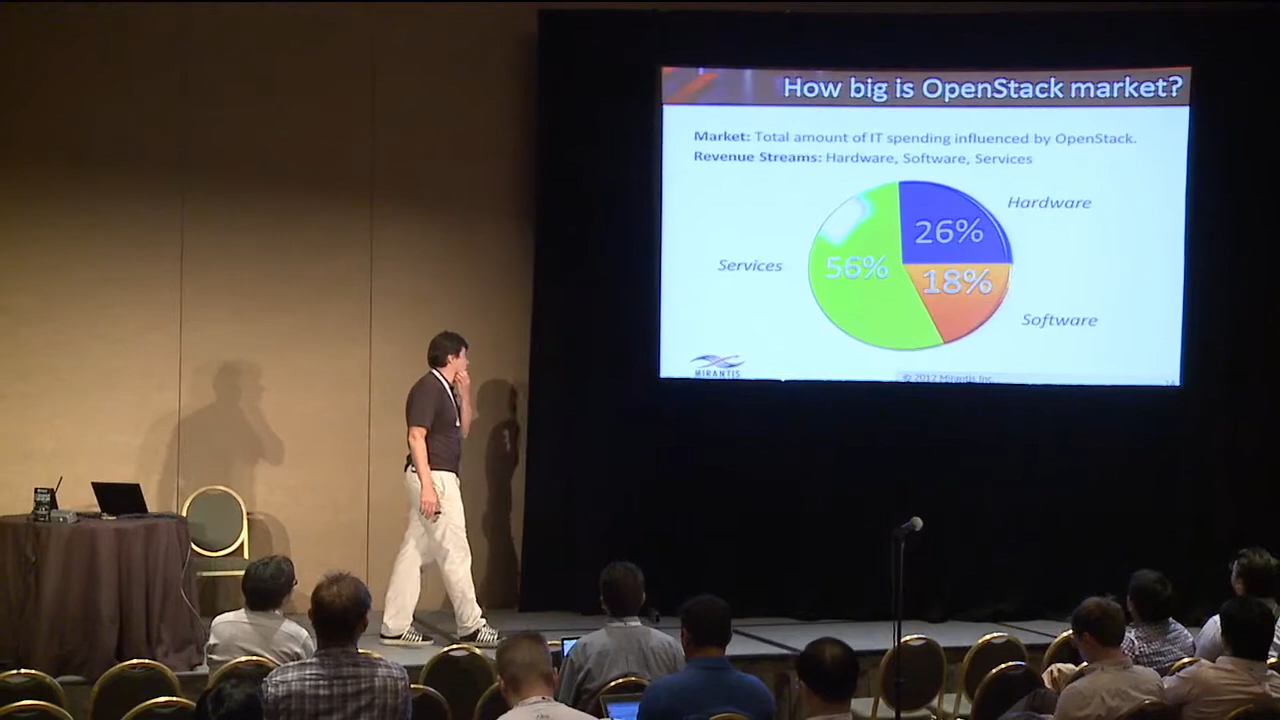 How big is OpenStack market?
Market: Total amount of IT spending influenced by OpenStack.
Revenue Streams: Hardware, Software, Services
Hardware
26%
Services
56%
18%
Software
MIRANTIS
© 2012 Mirantis Inc.